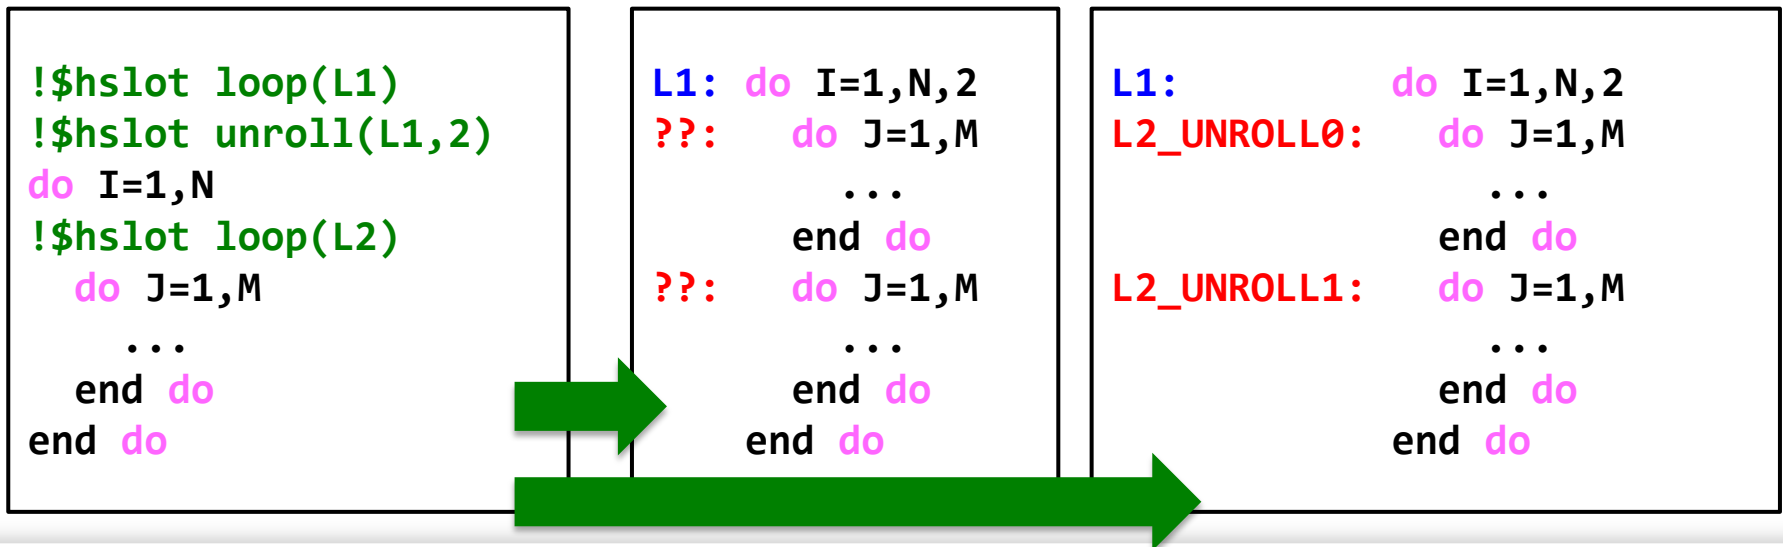 !$hslot loop(L1)
!$hslot unroll(L1,2)
do I=1,N
!$hslot loop(L2)
do J=1,M
...
end do
end do
L1: do I=1,N,2
??: do J=1,M
...
end do
??: do J=1,M
...
end do
end do
L1: do I=1,N,2
L2_UNROLL0: do J=1,M
...
end do
L2_UNROLL1: do J=1,M
...
end do
end do